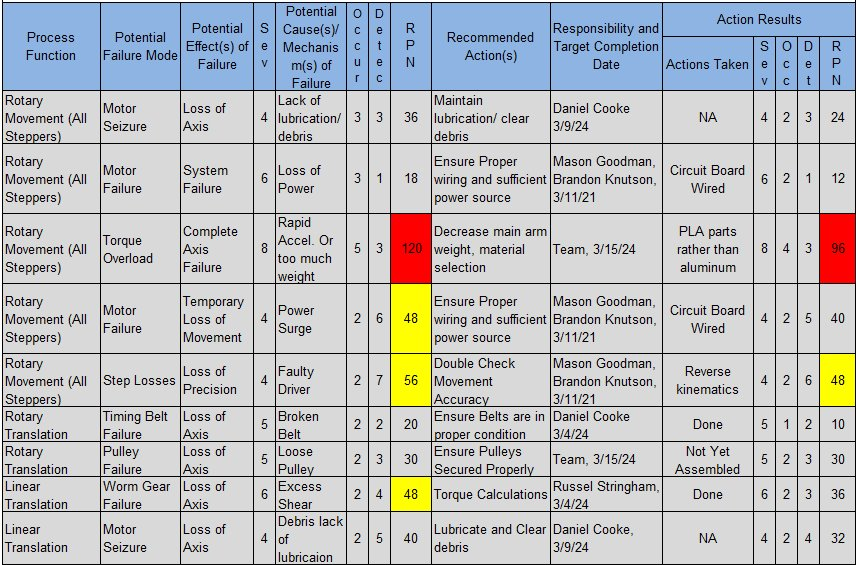 Process Function | Potential Failure Mode | Potential Effect(s) of Failure | Sev | Potential Cause(s)/ Mechanism(s) of Failure | Occur | Detec | RPN | Recommended Action(s) | Responsibility and Target Completion Date | Action Results
Actions Taken | Sev | Occ | Det | RPN
Rotary Movement (All Steppers) | Motor Seizure | Loss of Axis | 4 | Lack of lubrication/ debris | 3 | 3 | 36 | Maintain lubrication/ clear debris | Daniel Cooke 3/9/24 | NA | 4 | 2 | 3 | 24
Rotary Movement (All Steppers) | Motor Failure | System Failure | 6 | Loss of Power | 3 | 1 | 18 | Ensure Proper wiring and sufficient power source | Mason Goodman, Brandon Knutson, 3/11/21 | Circuit Board Wired | 6 | 2 | 1 | 12
Rotary Movement (All Steppers) | Torque Overload | Complete Axis Failure | 8 | Rapid Accel. Or too much weight | 5 | 3 | 120 | Decrease main arm weight, material selection | Team, 3/15/24 | PLA parts rather than aluminum | 8 | 4 | 3 | 96
Rotary Movement (All Steppers) | Motor Failure | Temporary Loss of Movement | 4 | Power Surge | 2 | 6 | 48 | Ensure Proper wiring and sufficient power source | Mason Goodman, Brandon Knutson, 3/11/21 | Circuit Board Wired | 4 | 2 | 5 | 40
Rotary Movement (All Steppers) | Step Losses | Loss of Precision | 4 | Faulty Driver | 2 | 7 | 56 | Double Check Movement Accuracy | Mason Goodman, Brandon Knutson, 3/11/21 | Reverse kinematics | 4 | 2 | 6 | 48
Rotary Translation | Timing Belt Failure | Loss of Axis | 5 | Broken Belt | 2 | 2 | 20 | Ensure Belts are in proper condition | Daniel Cooke 3/4/24 | Done | 5 | 1 | 2 | 10
Rotary Translation | Pulley Failure | Loss of Axis | 5 | Loose Pulley | 2 | 3 | 30 | Ensure Pulleys Secured Properly | Team, 3/15/24 | Not Yet Assembled | 5 | 2 | 3 | 30
Linear Translation | Worm Gear Failure | Loss of Axis | 6 | Excess Shear | 2 | 4 | 48 | Torque Calculations | Russel Stringham, 3/4/24 | Done | 6 | 2 | 3 | 36
Linear Translation | Motor Seizure | Loss of Axis | 4 | Debris lack of lubricaion | 2 | 5 | 40 | Lubricate and Clear debris | Daniel Cooke, 3/9/24 | NA | 4 | 2 | 4 | 32